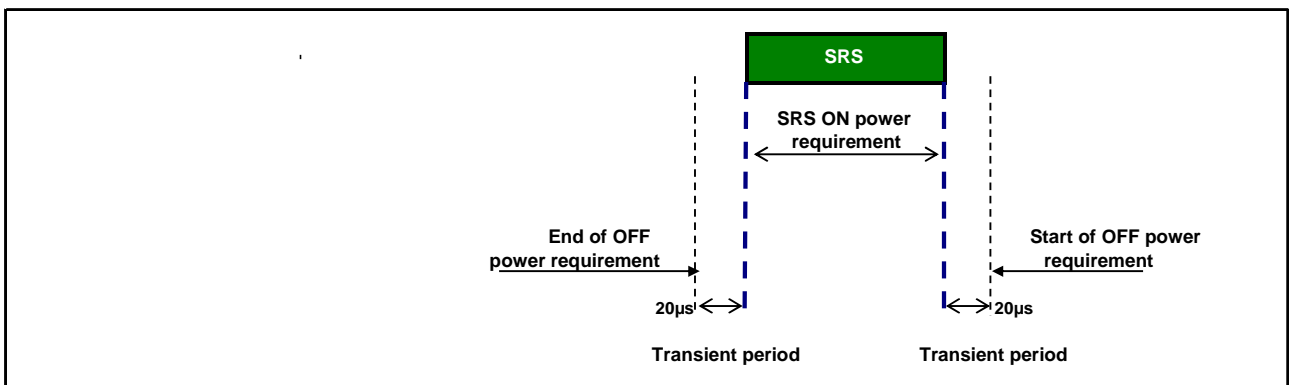 SRS
SRS ON power
requirement
End of OFF
power requirement
Start of OFF power
requirement
20µs
20µs
Transient period
Transient period